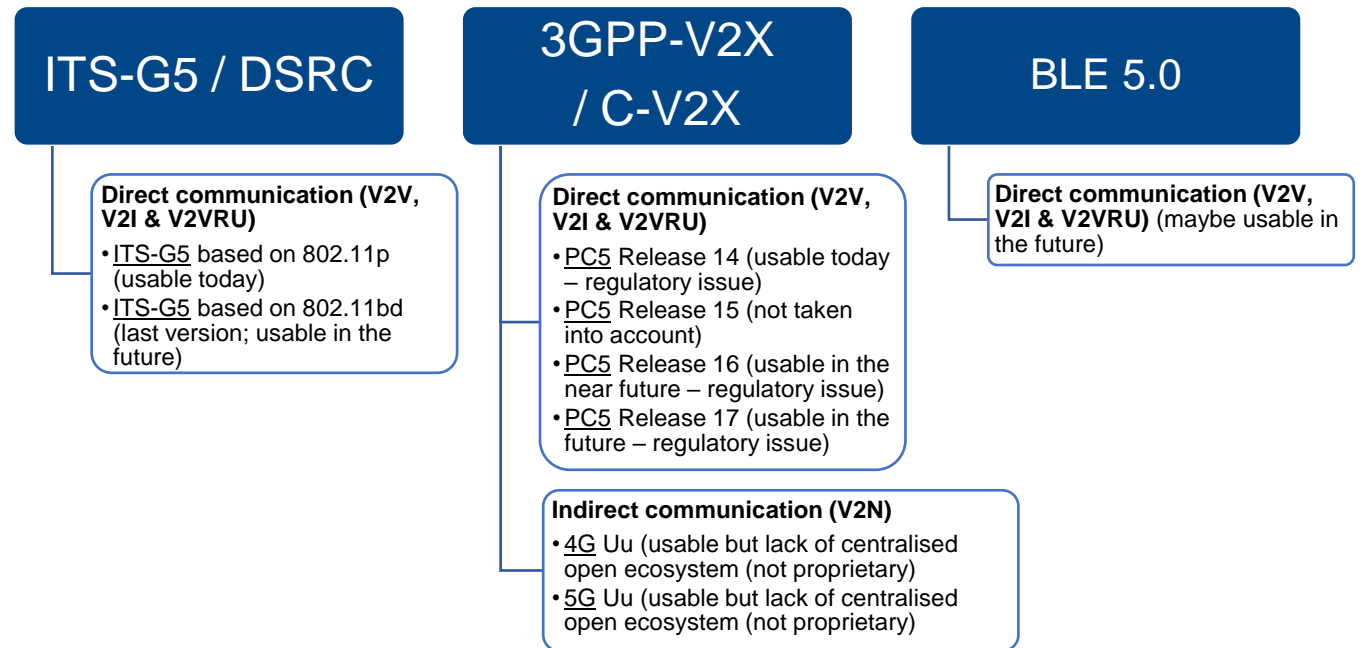 ITS-G5 / DSRC
Direct communication (V2V,
V2I & V2VRU)
• ITS-G5 based on 802.11p
(usable today)
• ITS-G5 based on 802.11bd
(last version; usable in the
future)
3GPP-V2X
/ C-V2X
Direct communication (V2V,
V2I & V2VRU)
• PC5 Release 14 (usable today
– regulatory issue)
• PC5 Release 15 (not taken
into account)
• PC5 Release 16 (usable in the
near future – regulatory issue)
• PC5 Release 17 (usable in the
future – regulatory issue)
Indirect communication (V2N)
• 4G Uu (usable but lack of centralised
open ecosystem (not proprietary)
• 5G Uu (usable but lack of centralised
open ecosystem (not proprietary)
BLE 5.0
Direct communication (V2V,
V2I & V2VRU) (maybe usable in
the future)